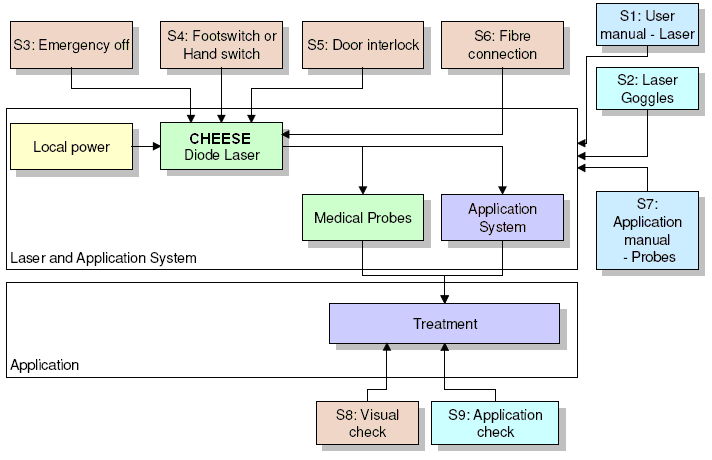 S3: Emergency off
S4: Footswitch or
Hand switch
S5: Door interlock
S6: Fibre
connection
S1: User
manual - Laser
S2: Laser
Goggles
Local power
CHEESE
Diode Laser
Medical Probes
Application
System
S7:
Application
manual
- Probes
Laser and Application System
Treatment
Application
S8: Visual
check
S9: Application
check